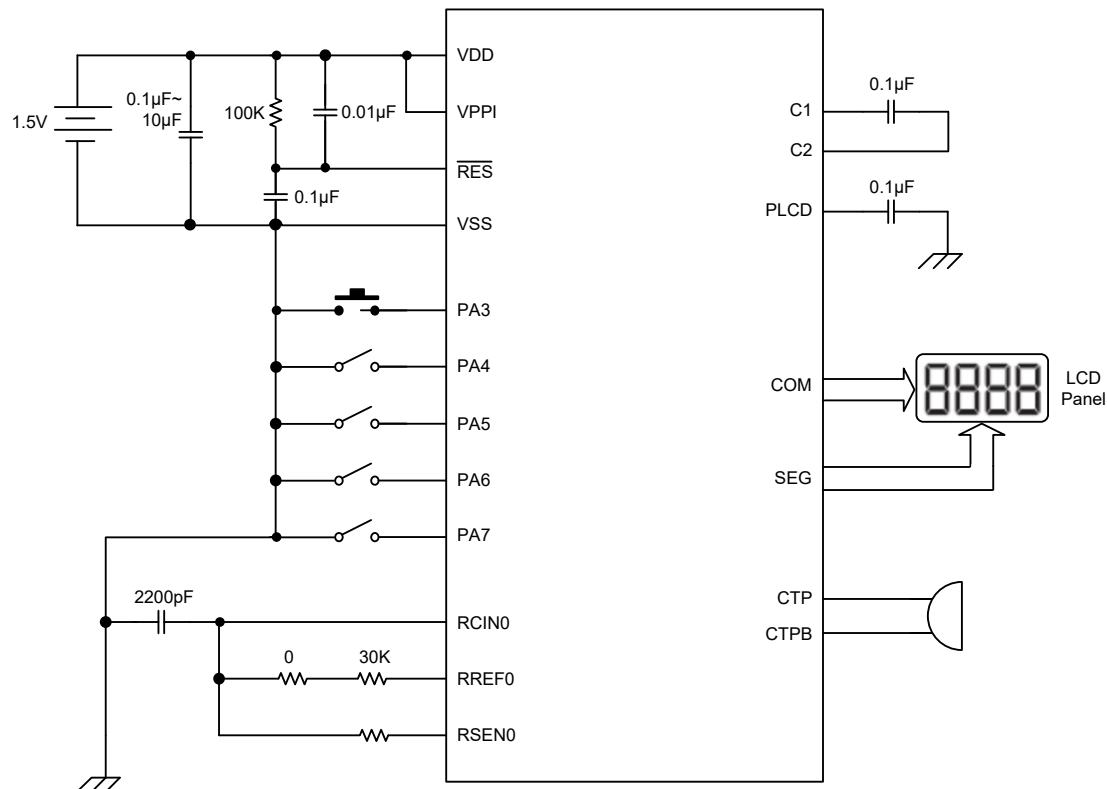 VDD
0.1μF~
10μF
1.5V
100K
0.01μF
VPPI
RES
0.1μF
VSS
PA3
PA4
PA5
PA6
PA7
2200pF
RCIN0
0
30K
RREF0
RSEN0
0.1μF
C1
C2
0.1μF
PLCD
COM
8888
LCD
Panel
SEG
CTP
CTPB